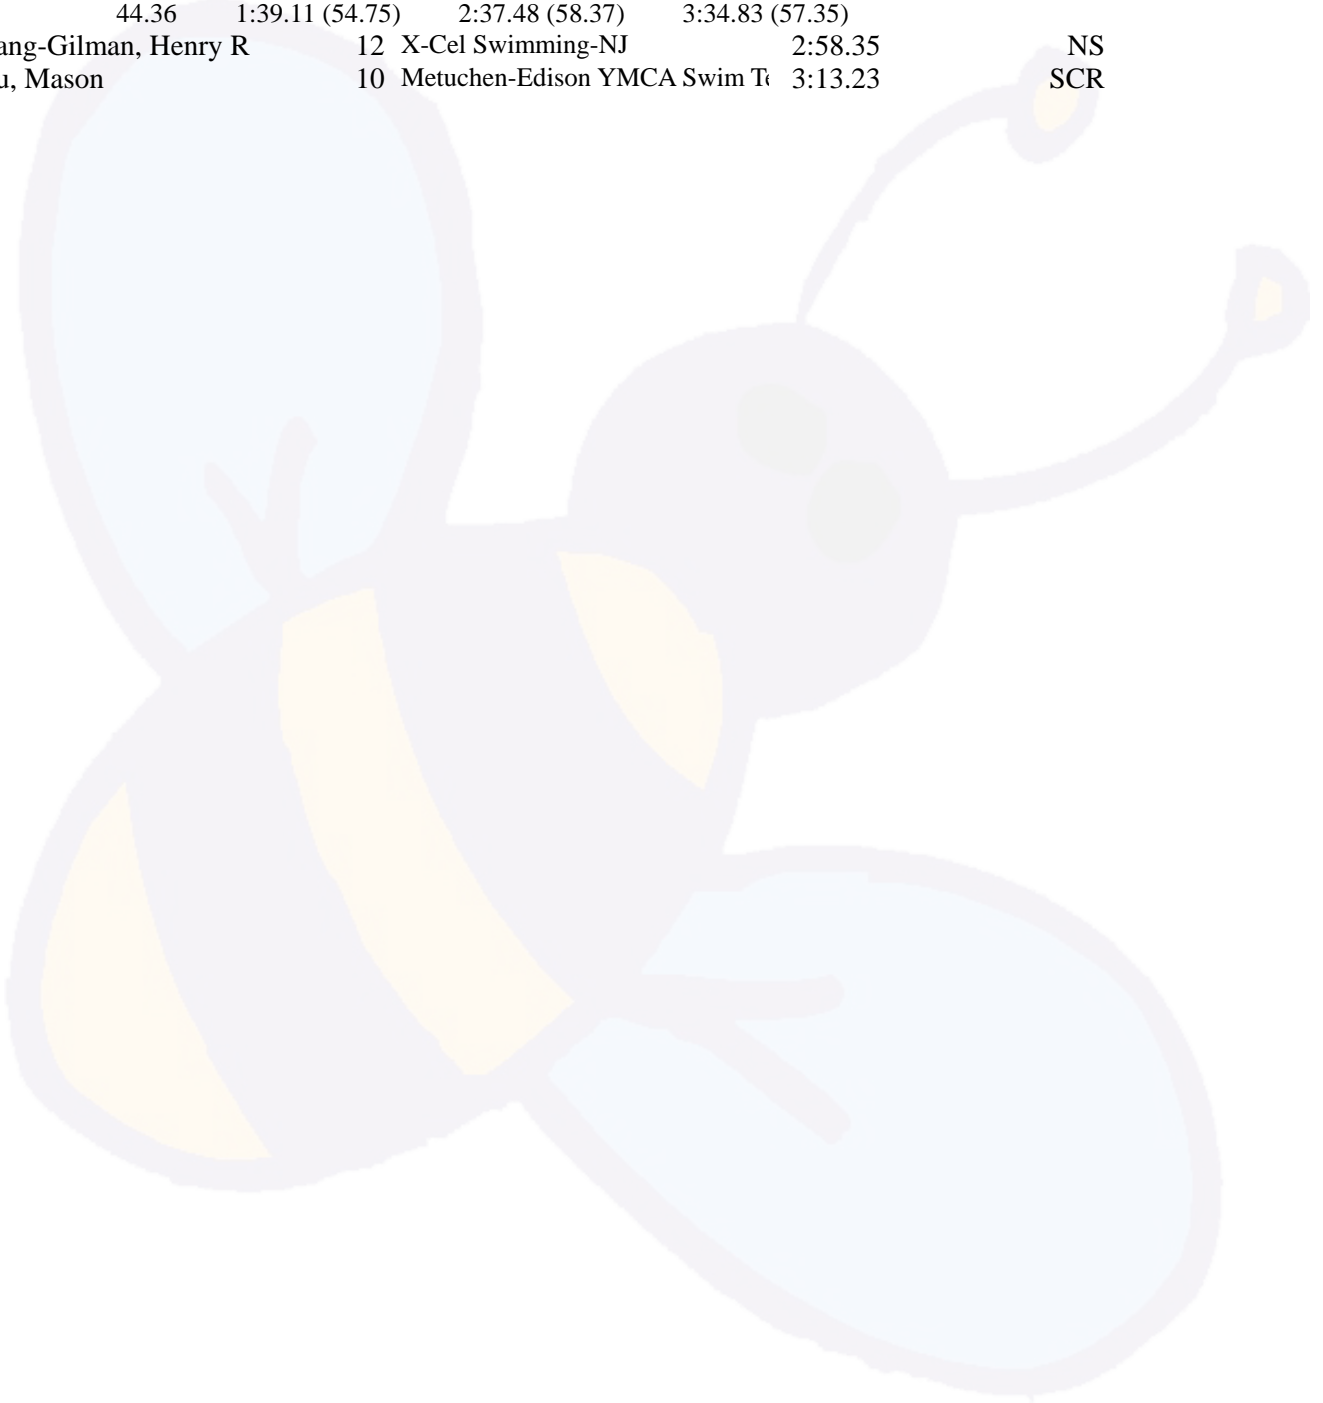 44.36 1:39.11 (54.75) 2:37.48 (58.37) 3:34.83 (57.35)
ang-Gilman, Henry R 12 X-Cel Swimming-NJ 2:58.35 NS
u, Mason 10 Metuchen-Edison YMCA Swim Te 3:13.23 SCR